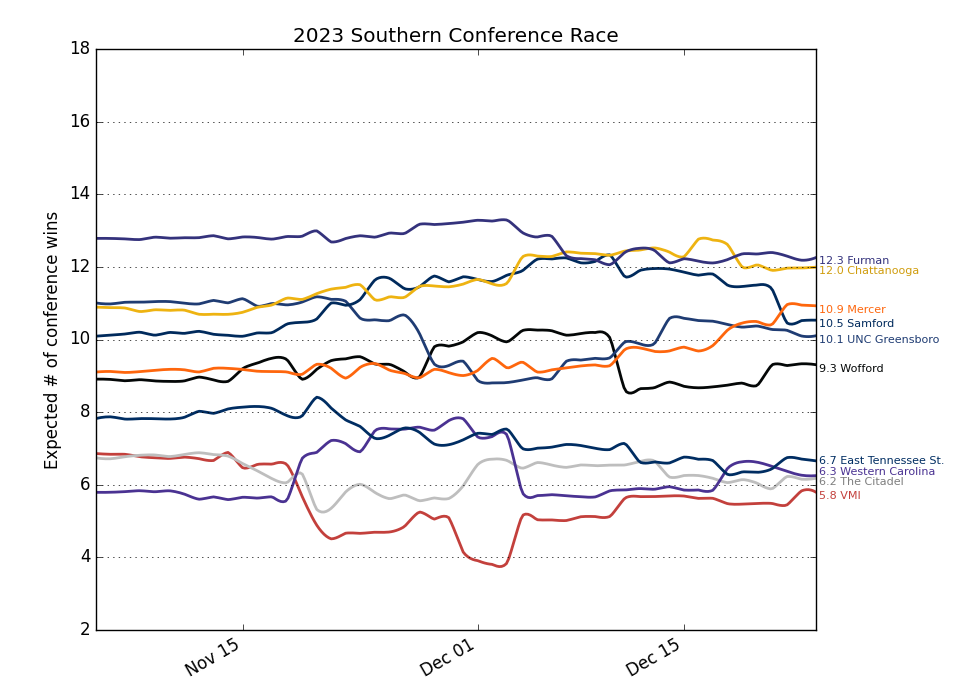 2023 Southern Conference Race
Expected # of conference wins
18
16
14
12
10
8
6
4
2
Nov 15
Dec 01
Dec 15
12.3 Furman
12.0 Chattanooga
10.9 Mercer
10.5 Samford
10.1 UNC Greensboro
9.3 Wofford
6.7 East Tennessee St.
6.3 Western Carolina
6.2 The Citadel
5.8 VMI